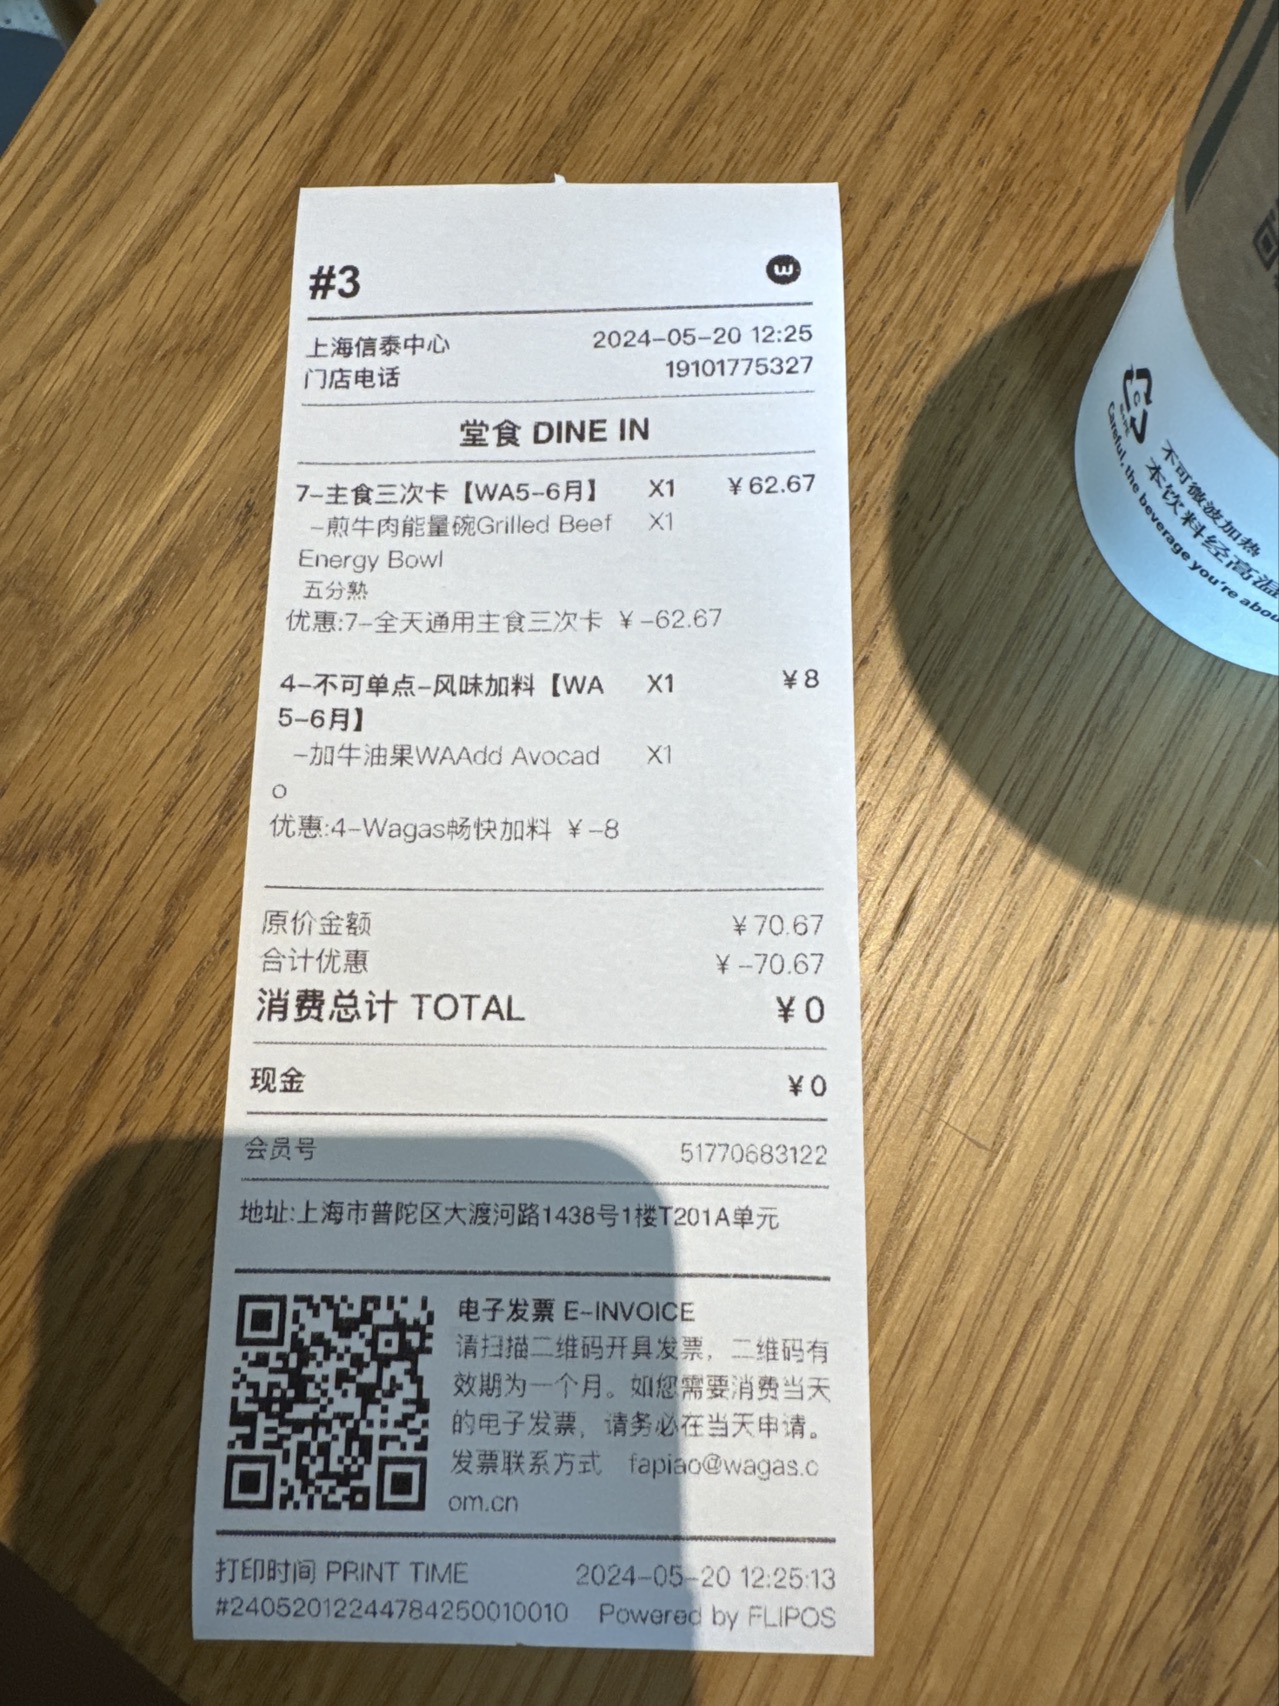 #3
上海信泰中心 2024-05-20 12:25
门店电话 19101775327
堂食 DINE IN
7-主食三次卡【WA5-6月】 X1 ¥62.67
-煎牛肉能量碗Grilled Beef X1
Energy Bowl
五分熟
优惠:7-全天通用主食三次卡 ¥-62.67
4-不可单点-风味加料【WA X1 ¥8
5-6月】
-加牛油果WAAdd Avocad X1
o
优惠:4-Wagas畅快加料 ¥-8
原价金额 ¥70.67
合计优惠 ¥-70.67
消费总计 TOTAL ¥0
现金 ¥0
会员号 51770683122
地址:上海市普陀区大渡河路1438号1楼T201A单元
电子发票 E-INVOICE
请扫描二维码开具发票，二维码有
效期为一个月。如您需要消费当天
的电子发票，请务必在当天申请。
发票联系方式 fapiao@wagas.c
om.cn
打印时间 PRINT TIME 2024-05-20 12:25:13
#24052012244784250010010 Powered by FLIPOS
不可微波加热
本饮料经高温
Careful, the beverage you're abou